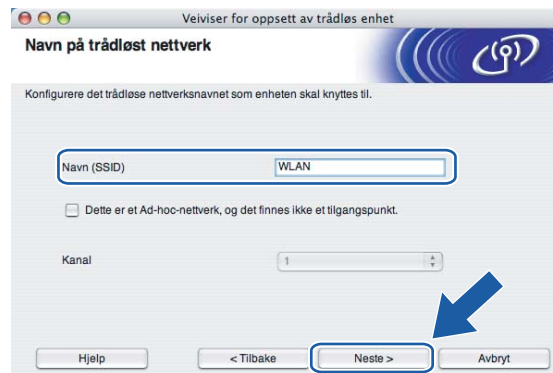 Veiviser for oppsett av trådløs enhet
Navn på trådløst nettverk
Konfigurere det trådløse nettverksnavnet som enheten skal knyttes til.
Navn (SSID) WLAN
Dette er et Ad-hoc-nettverk, og det finnes ikke et tilgangspunkt.
Kanal 1
Hjelp < Tilbake Neste > Avbryt